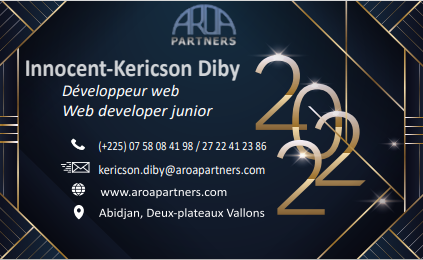 AROA
PARTNERS
Innocent-Kericson Diby
Développeur web
Web developer junior
(+225) 07 58 08 41 98 / 27 22 41 23 86
kericson.diby@aroapartners.com
www.aroapartners.com
Abidjan, Deux-plateaux Vallons
2022